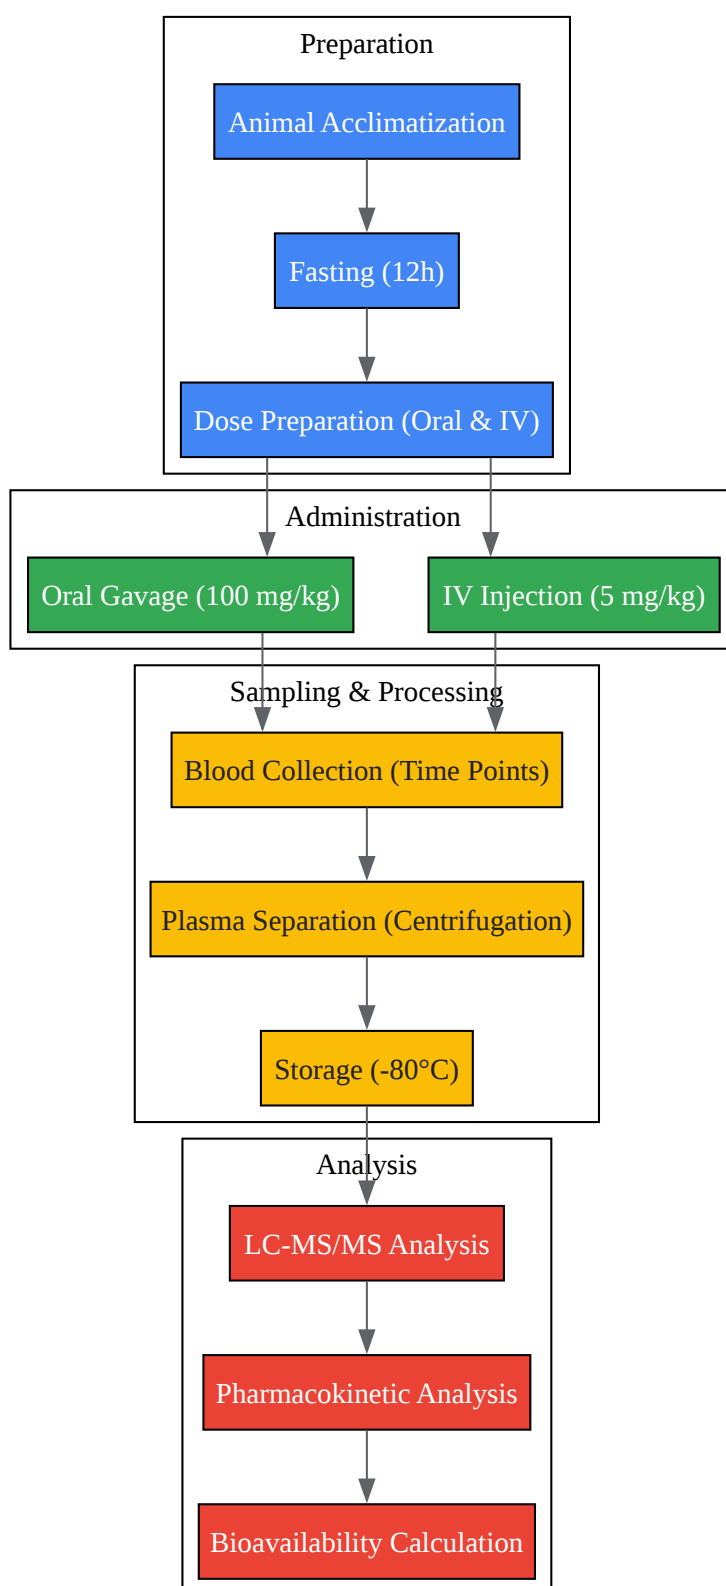 Preparation
Animal Acclimatization
Fasting (12h)
Dose Preparation (Oral & IV)
Administration
Oral Gavage (100 mg/kg)
IV Injection (5 mg/kg)
Sampling & Processing
Blood Collection (Time Points)
Plasma Separation (Centrifugation)
Storage (-80°C)
Analysis
LC-MS/MS Analysis
Pharmacokinetic Analysis
Bioavailability Calculation